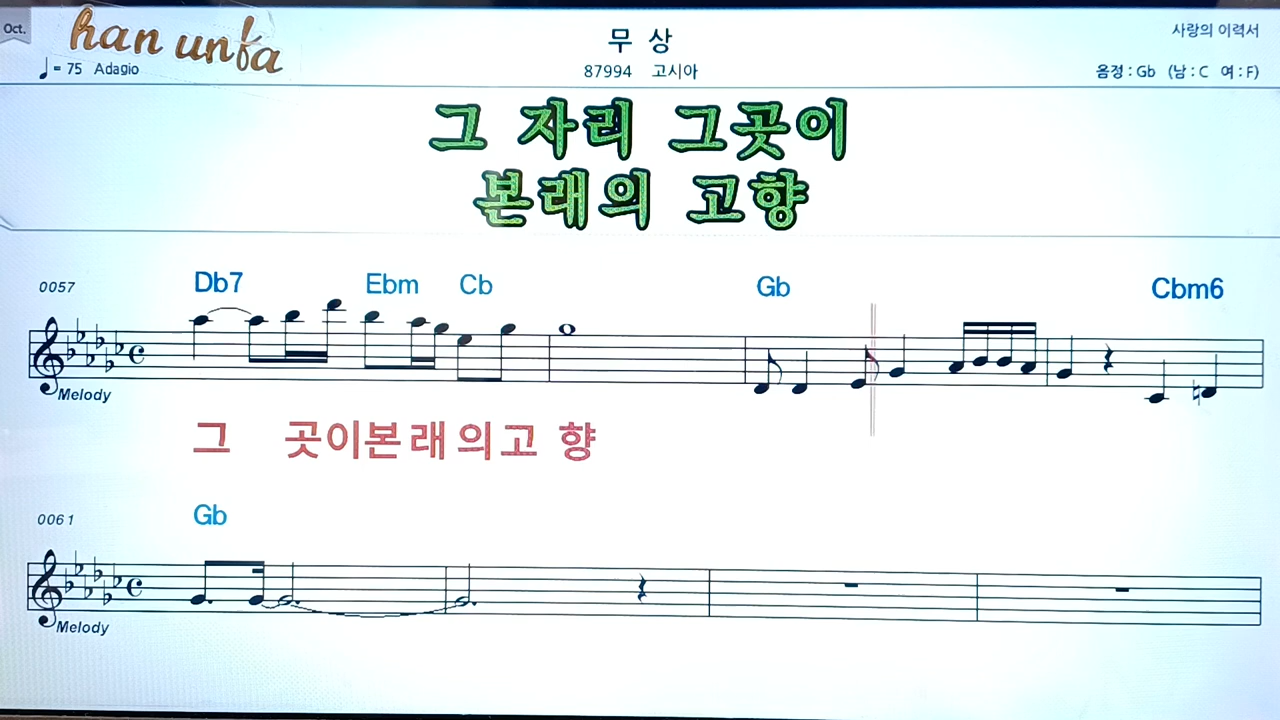 Oct.
han unfa
무 상
사랑의 이력서
♩= 75 Adagio
87994 고시아
음정 : Gb (남 : C 여 : F)
그 자리 그곳이
본래의 고향
0057
Db7 Ebm Cb Gb Cbm6
Melody
그 곳이본래의고 향
0061
Gb
Melody